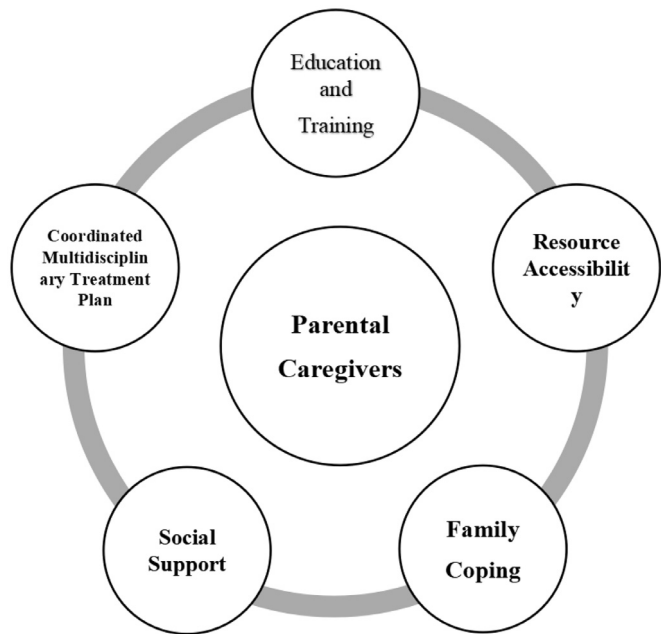 Education
and
Training
Coordinated
Multidisciplin
ary Treatment
Plan
Resource
Accessibilit
y
Parental
Caregivers
Social
Support
Family
Coping